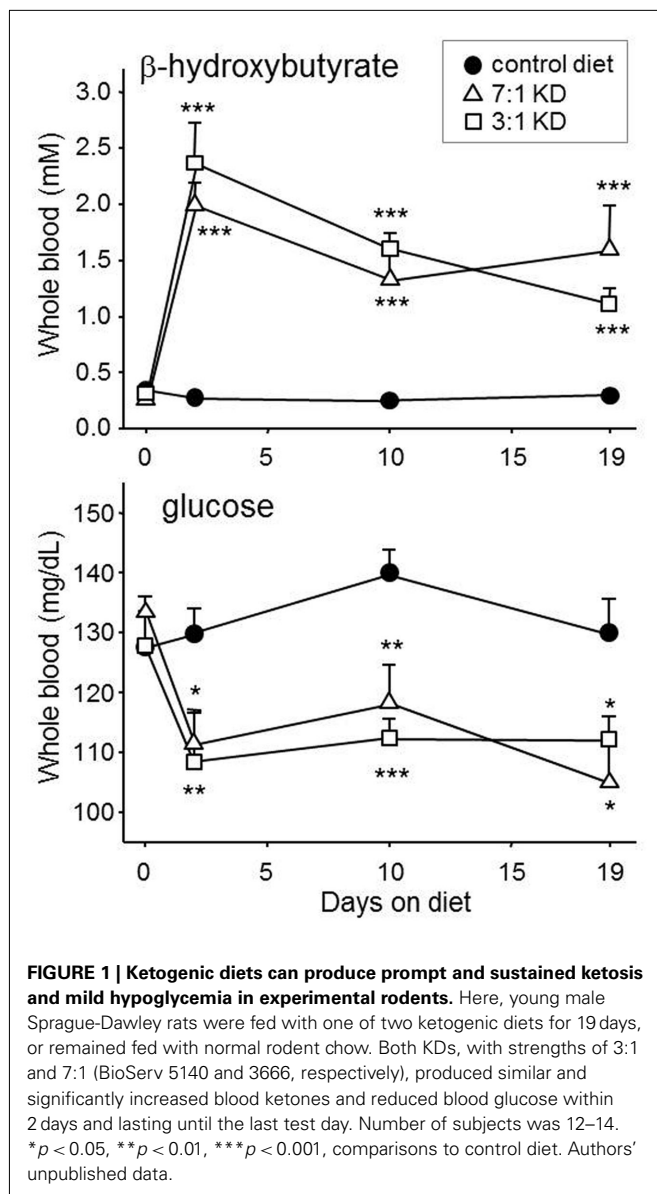 β-hydroxybutyrate
control diet
7:1 KD
3:1 KD
Whole blood (mM)
3.0
2.5
2.0
1.5
1.0
0.5
0.0
***
***
***
***
***
***
0 5 10 15 19
glucose
Whole blood (mg/dL)
150
140
130
120
110
100
*
**
**
***
*
*
0 5 10 15 19
Days on diet
FIGURE 1 | Ketogenic diets can produce prompt and sustained ketosis
and mild hypoglycemia in experimental rodents. Here, young male
Sprague-Dawley rats were fed with one of two ketogenic diets for 19 days,
or remained fed with normal rodent chow. Both KDs, with strengths of 3:1
and 7:1 (BioServ 5140 and 3666, respectively), produced similar and
significantly increased blood ketones and reduced blood glucose within
2 days and lasting until the last test day. Number of subjects was 12–14.
*p < 0.05, **p < 0.01, ***p < 0.001, comparisons to control diet. Authors'
unpublished data.